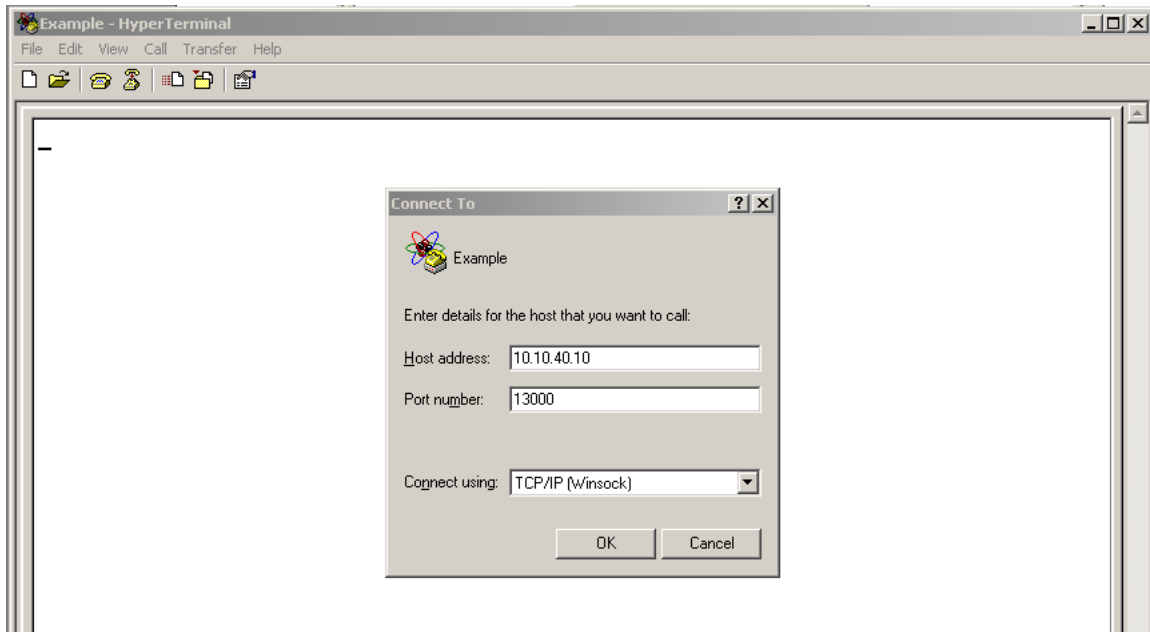 Example - HyperTerminal
File Edit View Call Transfer Help
Connect To
Example
Enter details for the host that you want to call:
Host address: 10.10.40.10
Port number: 13000
Connect using: TCP/IP (Winsock)
OK Cancel